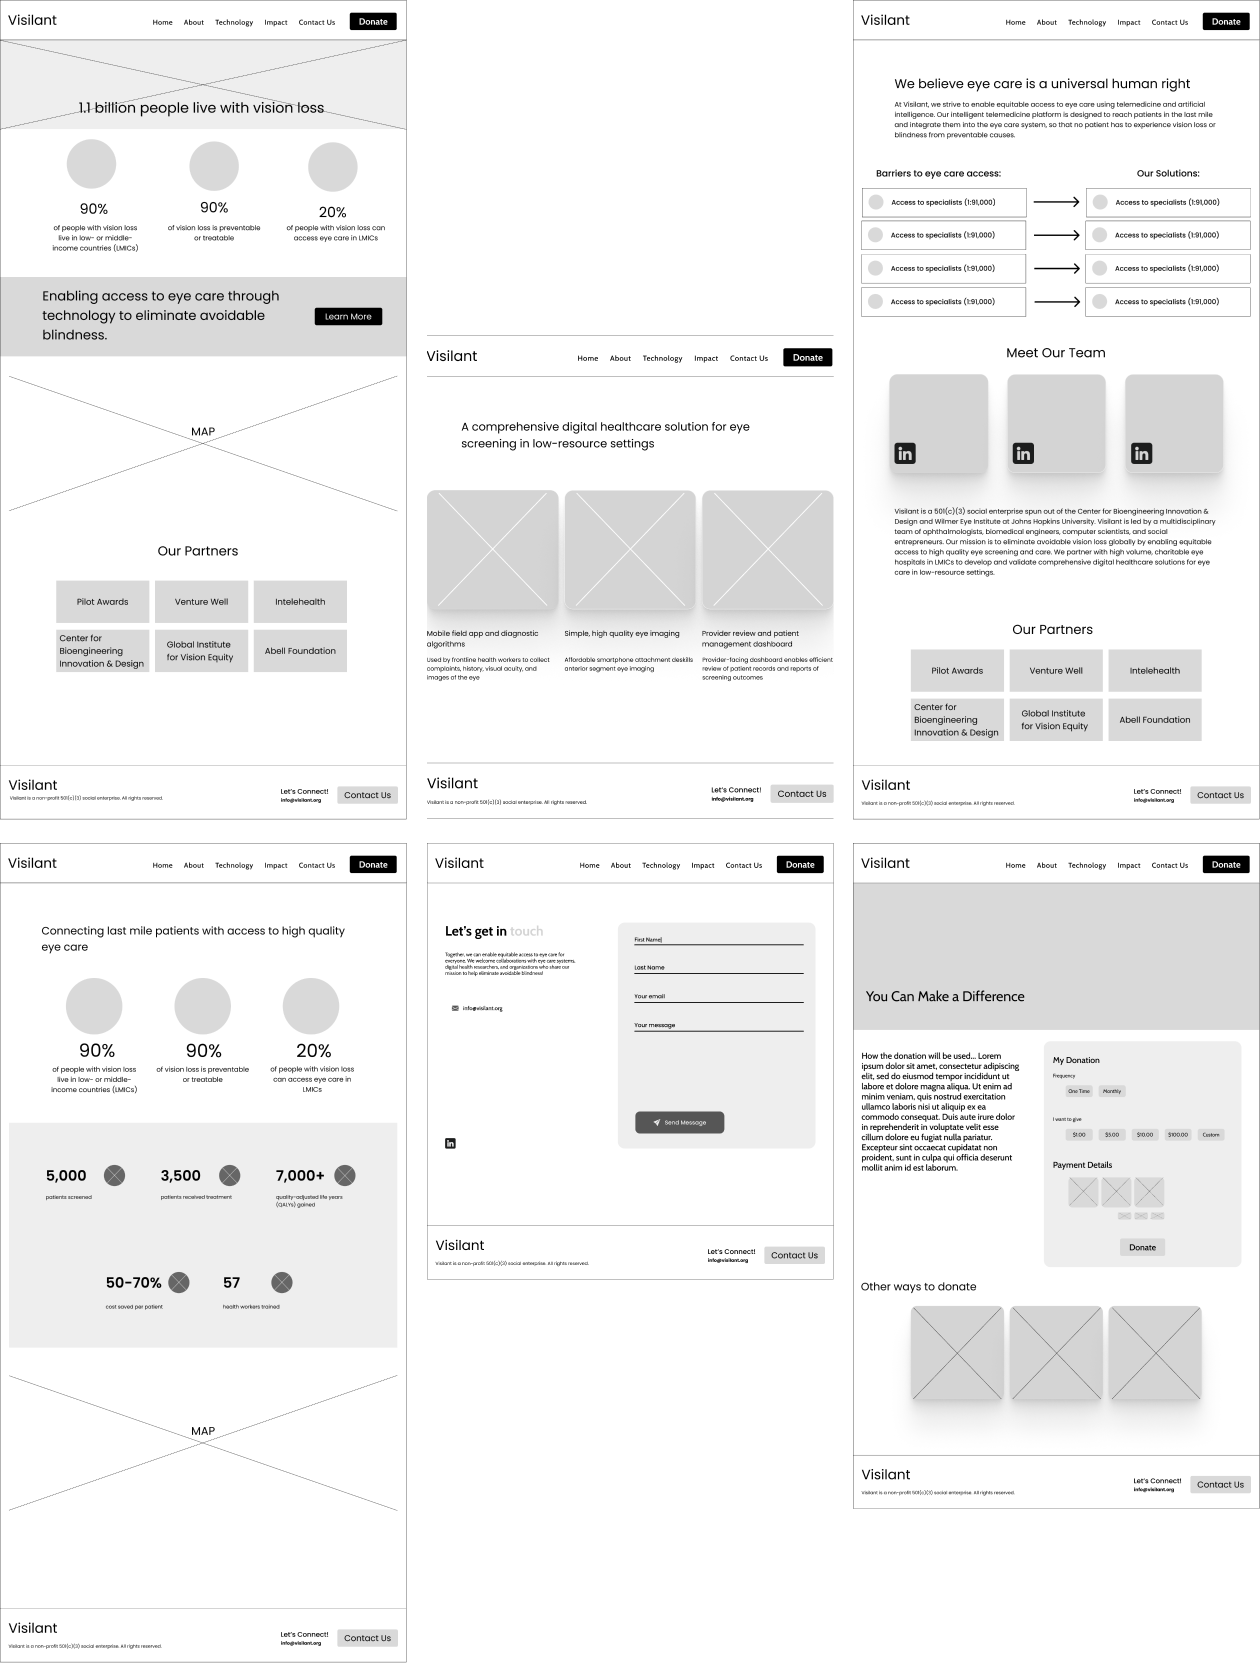 Visilant
Home About Technology Impact Contact Us Donate
1.1 billion people live with vision loss
90%
of people with vision loss
live in low- or middle-
income countries (LMICs)
90%
of vision loss is preventable
or treatable
20%
of people with vision loss can
access eye care in LMICs
Enabling access to eye care through
technology to eliminate avoidable
blindness.
Learn More
MAP
Our Partners
Pilot Awards
Venture Well
Intelehealth
Center for
Bioengineering
Innovation & Design
Global Institute
for Vision Equity
Abell Foundation
Visilant
Visilant is a non-profit 501(c)(3) social enterprise. All rights reserved.
Let's Connect!
info@visilant.org
Contact Us
Visilant
Home About Technology Impact Contact Us Donate
A comprehensive digital healthcare solution for eye
screening in low-resource settings
Mobile field app and diagnostic
algorithms
Used by frontline health workers to collect
complaints, history, visual acuity, and
images of the eye
Simple, high quality eye imaging
Affordable smartphone attachment deskills
anterior segment eye imaging
Provider review and patient
management dashboard
Provider-facing dashboard enables efficient
review of patient records and reports of
screening outcomes
Visilant
Visilant is a non-profit 501(c)(3) social enterprise. All rights reserved.
Let's Connect!
info@visilant.org
Contact Us
Visilant
Home About Technology Impact Contact Us Donate
We believe eye care is a universal human right
At Visilant, we strive to enable equitable access to eye care using telemedicine and artificial
intelligence. Our intelligent telemedicine platform is designed to reach patients in the last mile
and integrate them into the eye care system, so that no patient has to experience vision loss or
blindness from preventable causes.
Barriers to eye care access:
Our Solutions:
Access to specialists (1:91,000)
Access to specialists (1:91,000)
Access to specialists (1:91,000)
Access to specialists (1:91,000)
Access to specialists (1:91,000)
Access to specialists (1:91,000)
Access to specialists (1:91,000)
Access to specialists (1:91,000)
Meet Our Team
in
in
in
Visilant is a 501(c)(3) social enterprise spun out of the Center for Bioengineering Innovation &
Design and Wilmer Eye Institute at Johns Hopkins University. Visilant is led by a multidisciplinary
team of ophthalmologists, biomedical engineers, computer scientists, and social
entrepreneurs. Our mission is to eliminate avoidable vision loss globally by enabling equitable
access to high quality eye screening and care. We partner with high volume, charitable eye
hospitals in LMICs to develop and validate comprehensive digital healthcare solutions for eye
care in low-resource settings.
Our Partners
Pilot Awards
Venture Well
Intelehealth
Center for
Bioengineering
Innovation & Design
Global Institute
for Vision Equity
Abell Foundation
Visilant
Visilant is a non-profit 501(c)(3) social enterprise. All rights reserved.
Let's Connect!
info@visilant.org
Contact Us
Visilant
Home About Technology Impact Contact Us Donate
Connecting last mile patients with access to high quality
eye care
90%
of people with vision loss
live in low- or middle-
income countries (LMICs)
90%
of vision loss is preventable
or treatable
20%
of people with vision loss
can access eye care in
LMICs
5,000
patients screened
3,500
patients received treatment
7,000+
quality-adjusted life years
(QALYs) gained
50-70%
cost saved per patient
57
health workers trained
MAP
Visilant
Visilant is a non-profit 501(c)(3) social enterprise. All rights reserved.
Let's Connect!
info@visilant.org
Contact Us
Visilant
Home About Technology Impact Contact Us Donate
Let's get in touch
Together, we can enable equitable access to eye care for
everyone. We welcome collaborations with eye care systems,
digital health researchers, and organizations who share our
mission to help eliminate avoidable blindness!
info@visilant.org
in
First Name|
Last Name
Your email
Your message
Send Message
Visilant
Visilant is a non-profit 501(c)(3) social enterprise. All rights reserved.
Let's Connect!
info@visilant.org
Contact Us
Visilant
Home About Technology Impact Contact Us Donate
You Can Make a Difference
How the donation will be used... Lorem
ipsum dolor sit amet, consectetur adipiscing
elit, sed do eiusmod tempor incididunt ut
labore et dolore magna aliqua. Ut enim ad
minim veniam, quis nostrud exercitation
ullamco laboris nisi ut aliquip ex ea
commodo consequat. Duis aute irure dolor
in reprehenderit in voluptate velit esse
cillum dolore eu fugiat nulla pariatur.
Excepteur sint occaecat cupidatat non
proident, sunt in culpa qui officia deserunt
mollit anim id est laborum.
My Donation
Frequency
One Time Monthly
I want to give
$1.00 $5.00 $10.00 $100.00 Custom
Payment Details
Donate
Other ways to donate
Visilant
Visilant is a non-profit 501(c)(3) social enterprise. All rights reserved.
Let's Connect!
info@visilant.org
Contact Us